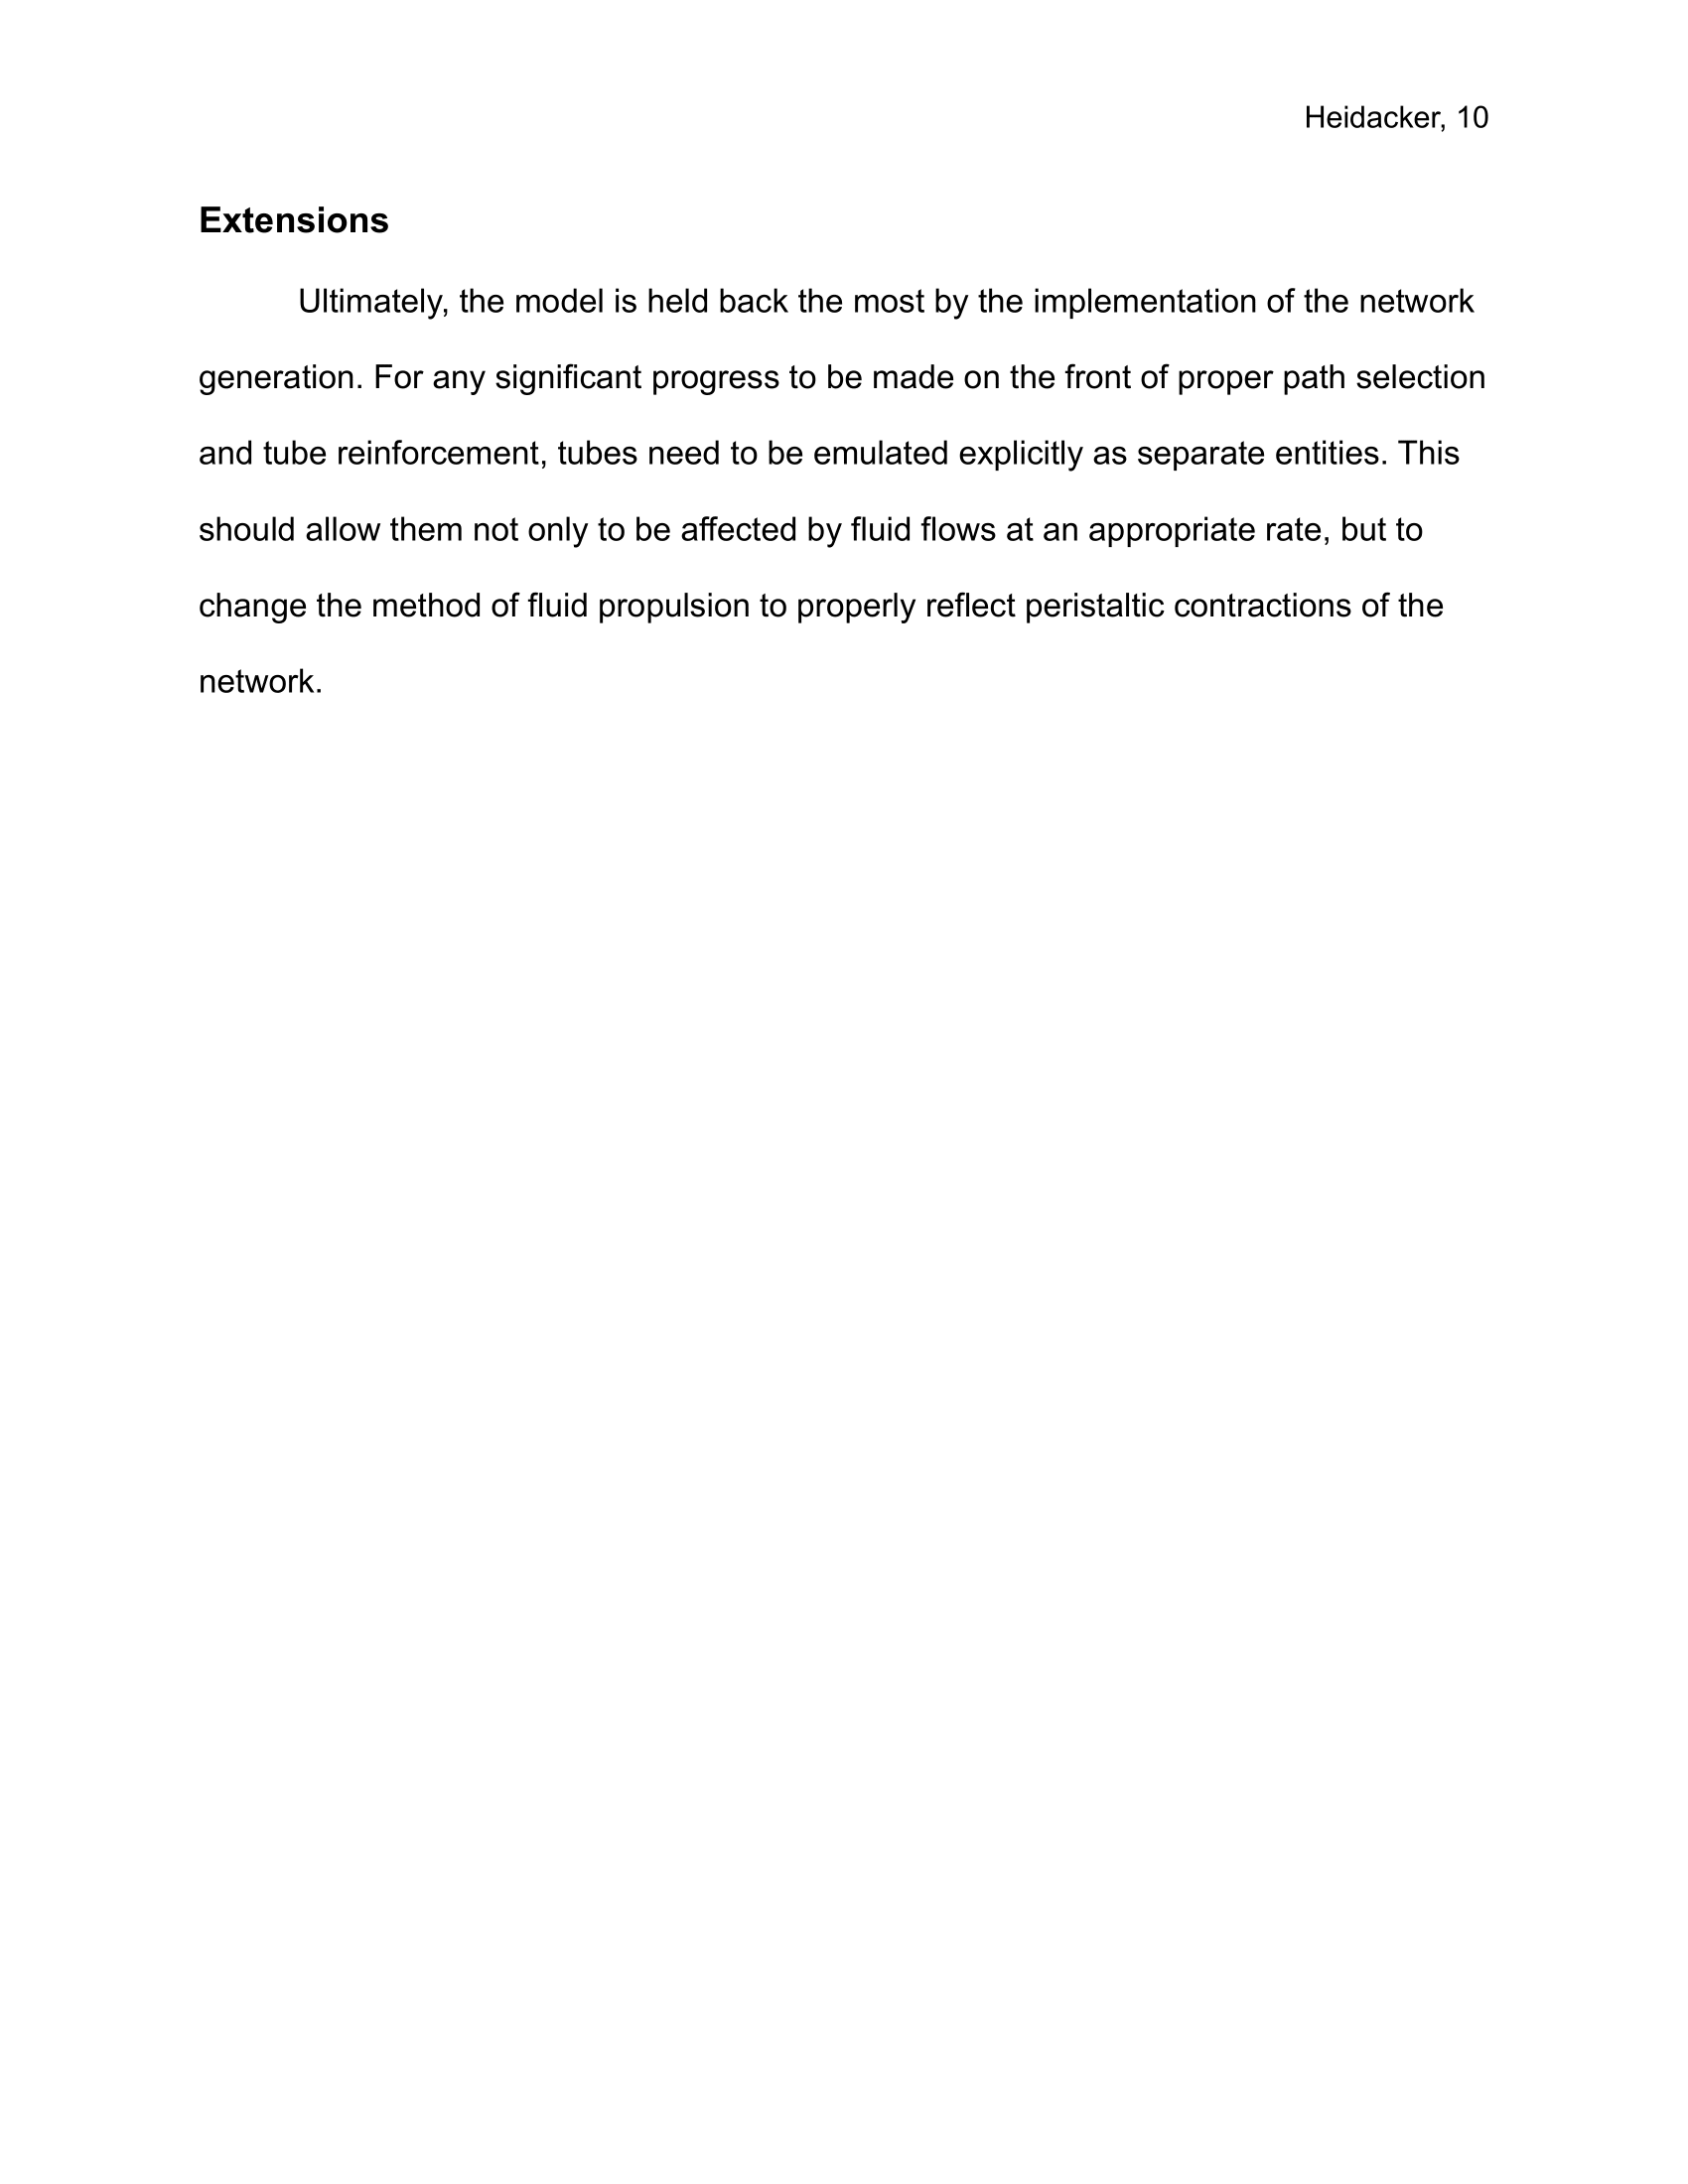 Heidacker, 10
Extensions
Ultimately, the model is held back the most by the implementation of the network
generation. For any significant progress to be made on the front of proper path selection
and tube reinforcement, tubes need to be emulated explicitly as separate entities. This
should allow them not only to be affected by fluid flows at an appropriate rate, but to
change the method of fluid propulsion to properly reflect peristaltic contractions of the
network.